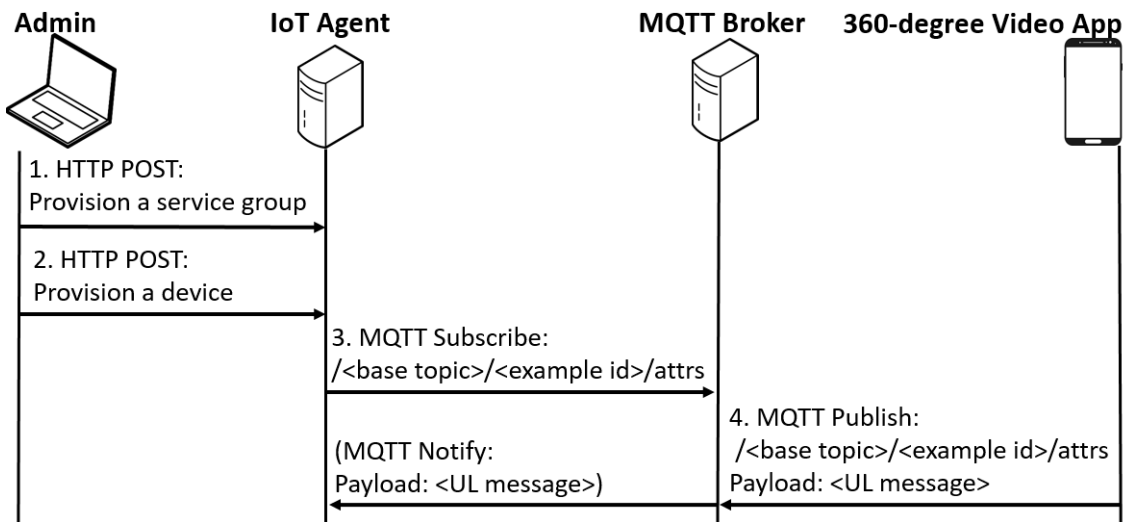 Admin
IoT Agent
MQTT Broker
360-degree Video App
1. HTTP POST:
Provision a service group
2. HTTP POST:
Provision a device
3. MQTT Subscribe:
/<base topic>/<example id>/attrs
4. MQTT Publish:
/<base topic>/<example id>/attrs
Payload: <UL message>
(MQTT Notify:
Payload: <UL message>)